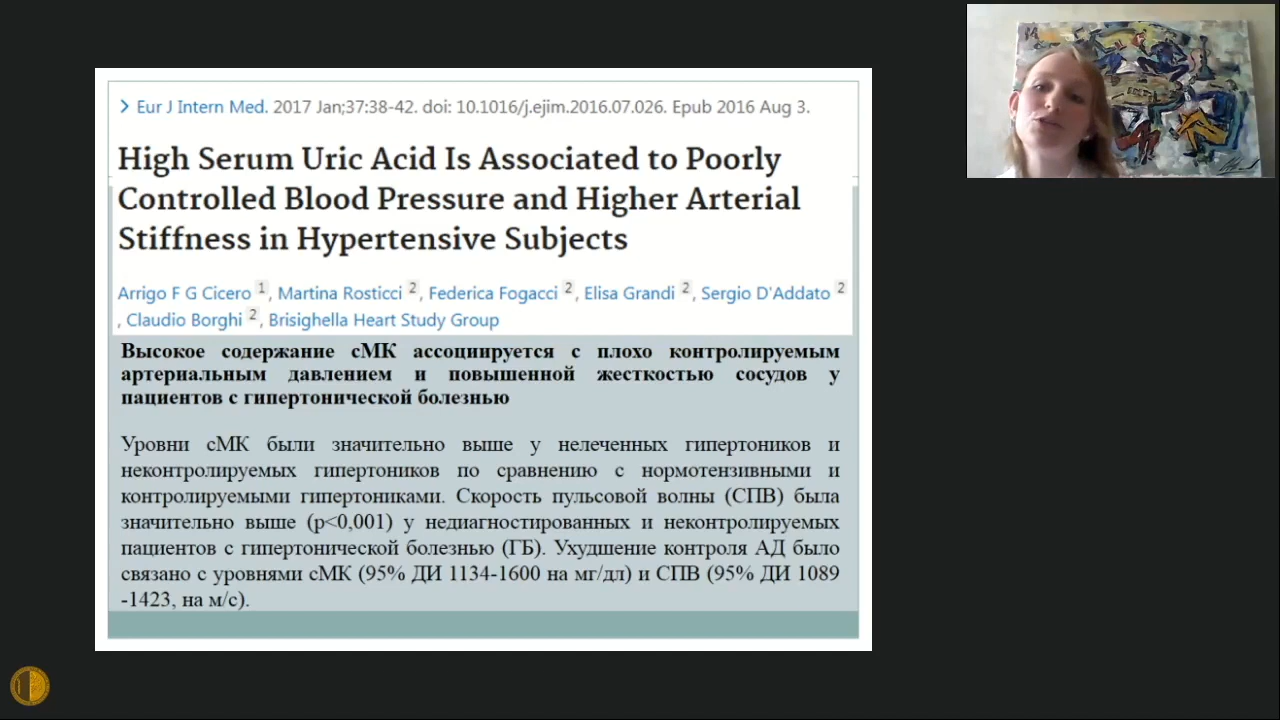 > Eur J Intern Med. 2017 Jan;37:38-42. doi: 10.1016/j.ejim.2016.07.026. Epub 2016 Aug 3.
High Serum Uric Acid Is Associated to Poorly
Controlled Blood Pressure and Higher Arterial
Stiffness in Hypertensive Subjects
Arrigo F G Cicero 1, Martina Rosticci 2, Federica Fogacci 2, Elisa Grandi 2, Sergio D'Addato 2
, Claudio Borghi 2, Brisighella Heart Study Group
Высокое содержание сМК ассоциируется с плохо контролируемым
артериальным давлением и повышенной жесткостью сосудов у
пациентов с гипертонической болезнью
Уровни сМК были значительно выше у нелеченных гипертоников и
неконтролируемых гипертоников по сравнению с нормотензивными и
контролируемыми гипертониками. Скорость пульсовой волны (СПВ) была
значительно выше (p<0,001) у недиагностированных и неконтролируемых
пациентов с гипертонической болезнью (ГБ). Ухудшение контроля АД было
связано с уровнями сМК (95% ДИ 1134-1600 на мг/дл) и СПВ (95% ДИ 1089
-1423, на м/с).